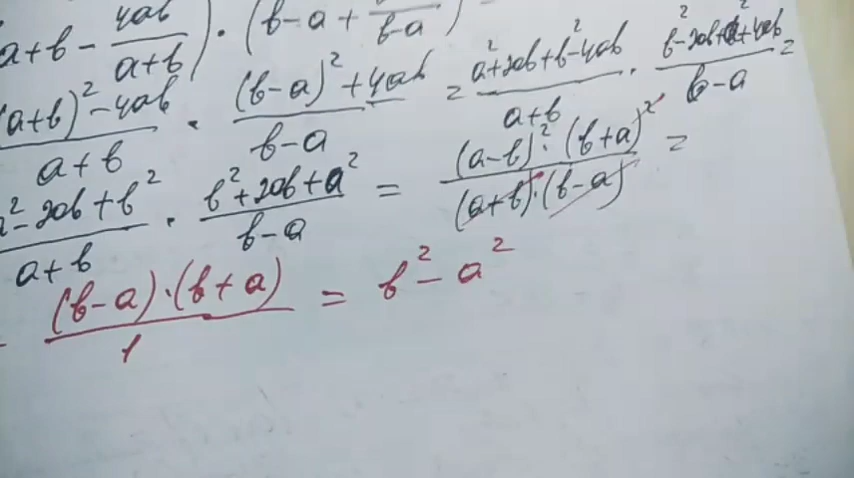 a+b - 4ab/(a+b)) · (b-a + /(b-a)
(a+b)² - 4ab/(a+b) · ((b-a)² + 4ab)/(b-a) = (a²+2ab+b²-4ab)/(a+b) · (b²-2ab+a²+4ab)/(b-a) =
(a²-2ab+b²)/(a+b) · (b²+2ab+a²)/(b-a) = ((a-b)² · (b+a)²)/((a+b)·(b-a)) =
((b-a)·(b+a))/1 = b² - a²